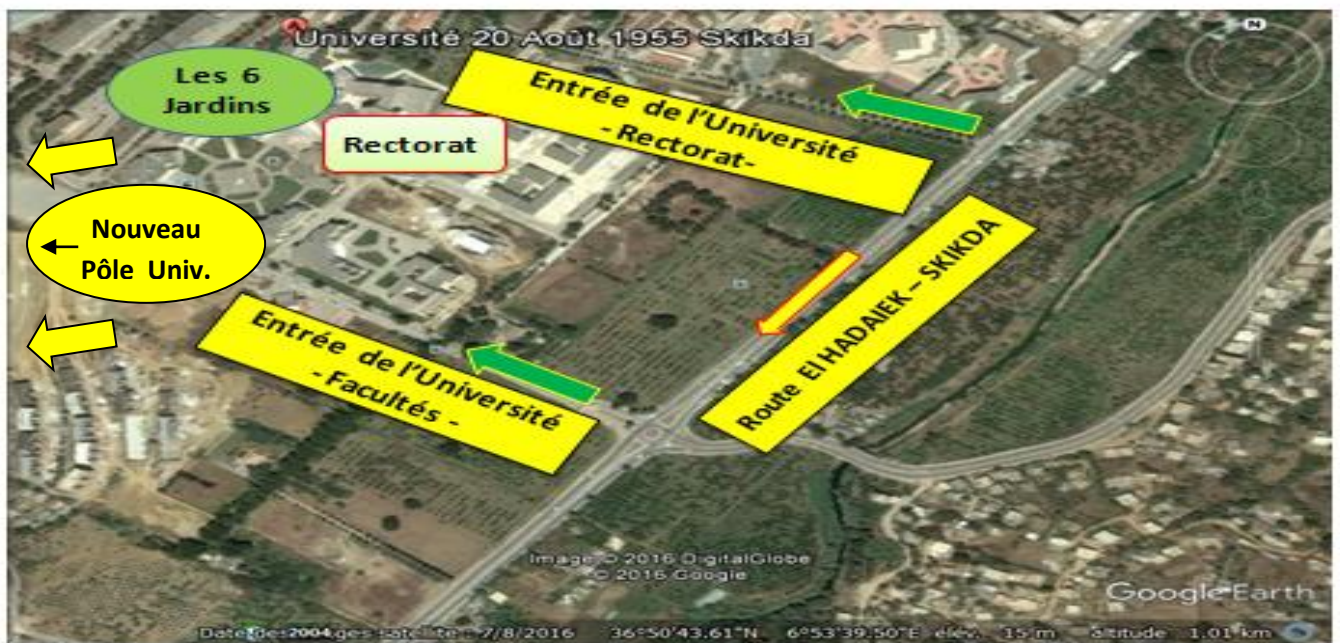 N
Université 20 Août 1955 Skikda
Les 6
Jardins
Entrée de l'Université
- Rectorat-
Rectorat
Nouveau
Pôle Univ.
Route El HADAIEK – SKIKDA
Entrée de l'Université
- Facultés -
Image © 2016 DigitalGlobe
© 2016 Google
Google Earth
2004 7/8/2016 36°50'43.61"N 6°53'39.50"E élév. 15 m altitude 1.01 km